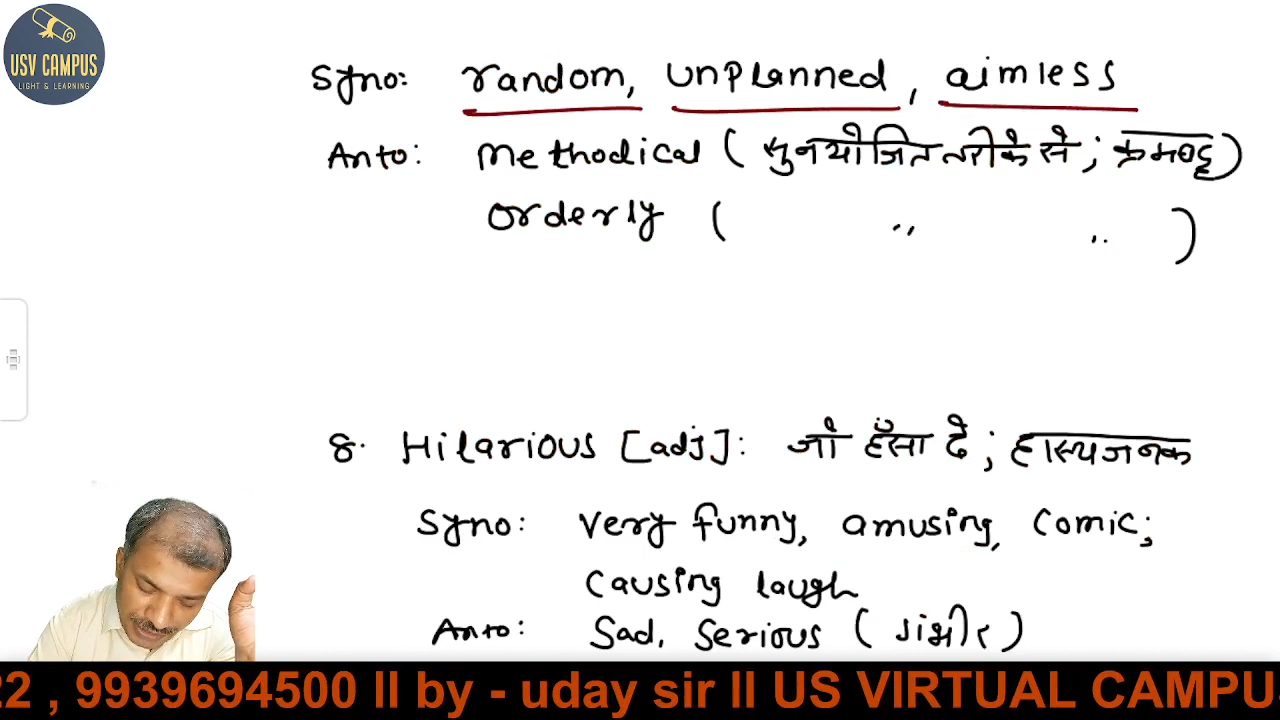 USV CAMPUS
LIGHT & LEARNING
Syno: random, unplanned, aimless
Anto: Methodical ( सुनयोजित तरीके से ; क्रमबद्ध )
Orderly ( ,, ,, )
8. Hilarious [adj]: जो हँसा दे ; हास्यजनक
Syno: Very funny, amusing, Comic;
Causing laugh
Anto: Sad, Serious ( गंभीर )
22 , 9939694500 ll by - uday sir ll US VIRTUAL CAMPU